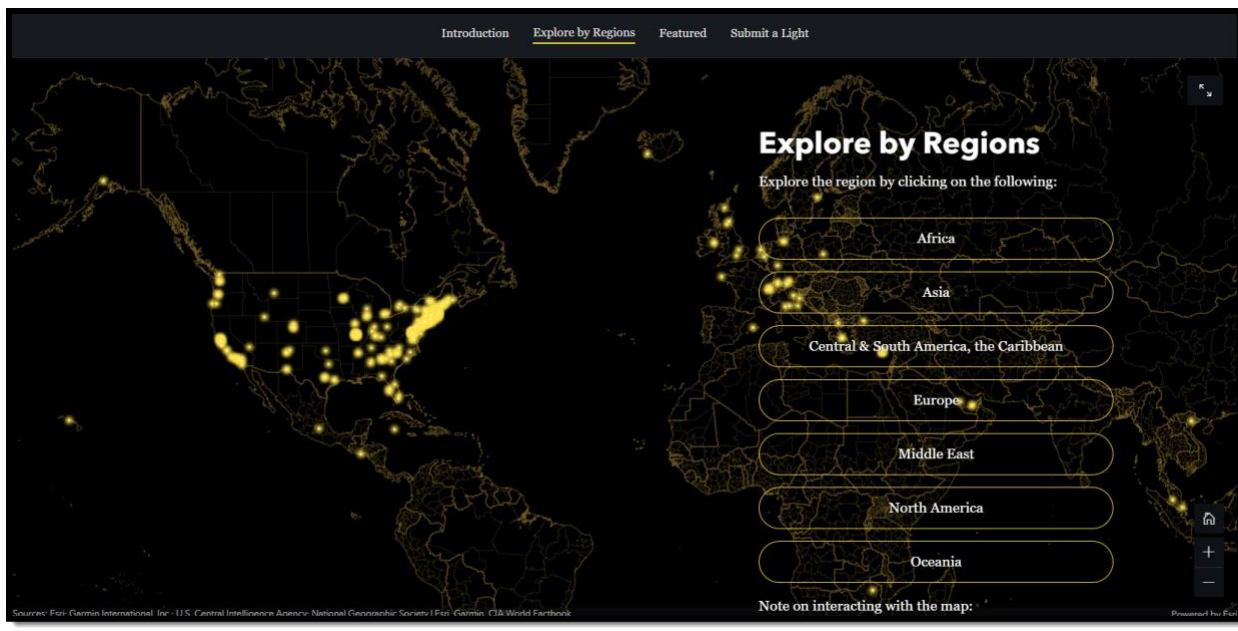 Introduction Explore by Regions Featured Submit a Light
Explore by Regions
Explore the region by clicking on the following:
Africa
Asia
Central & South America, the Caribbean
Europe
Middle East
North America
Oceania
Note on interacting with the map:
Sources: Esri; Garmin International, Inc.; U.S. Central Intelligence Agency; National Geographic Society | Esri, Garmin, CIA World Factbook
Powered by Esri